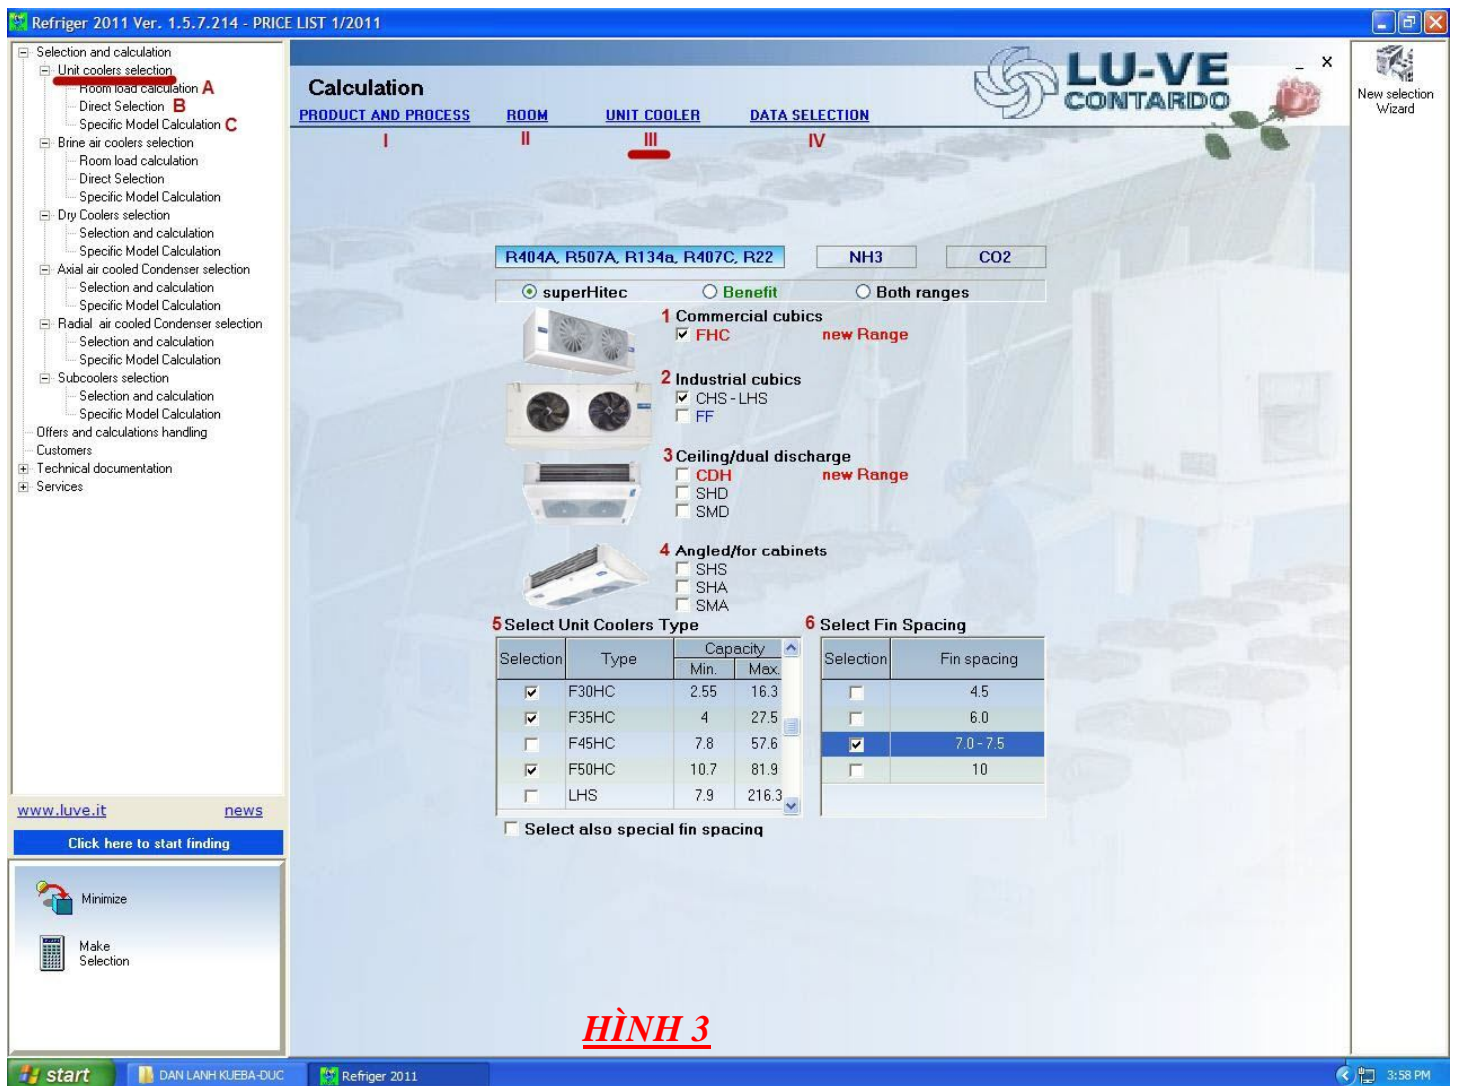 Refriger 2011 Ver. 1.5.7.214 - PRICE LIST 1/2011
Selection and calculation
Unit coolers selection
Room load calculation A
Direct Selection B
Specific Model Calculation C
Brine air coolers selection
Room load calculation
Direct Selection
Specific Model Calculation
Dry Coolers selection
Selection and calculation
Specific Model Calculation
Axial air cooled Condenser selection
Selection and calculation
Specific Model Calculation
Radial air cooled Condenser selection
Selection and calculation
Specific Model Calculation
Subcoolers selection
Selection and calculation
Specific Model Calculation
Offers and calculations handling
Customers
Technical documentation
Services
www.luve.it news
Click here to start finding
Minimize
Make
Selection
LU-VE
CONTARDO
Calculation
PRODUCT AND PROCESS ROOM UNIT COOLER DATA SELECTION
I II III IV
R404A, R507A, R134a, R407C, R22 NH3 CO2
superHitec Benefit Both ranges
1 Commercial cubics
FHC new Range
2 Industrial cubics
CHS - LHS
FF
3 Ceiling/dual discharge
CDH new Range
SHD
SMD
4 Angled/for cabinets
SHS
SHA
SMA
5 Select Unit Coolers Type 6 Select Fin Spacing
Selection Type Capacity Selection Fin spacing
Min. Max.
F30HC 2.55 16.3 4.5
F35HC 4 27.5 6.0
F45HC 7.8 57.6 7.0 - 7.5
F50HC 10.7 81.9 10
LHS 7.9 216.3
Select also special fin spacing
New selection
Wizard
HÌNH 3
start DAN LANH KUEBA-DUC Refriger 2011 3:58 PM